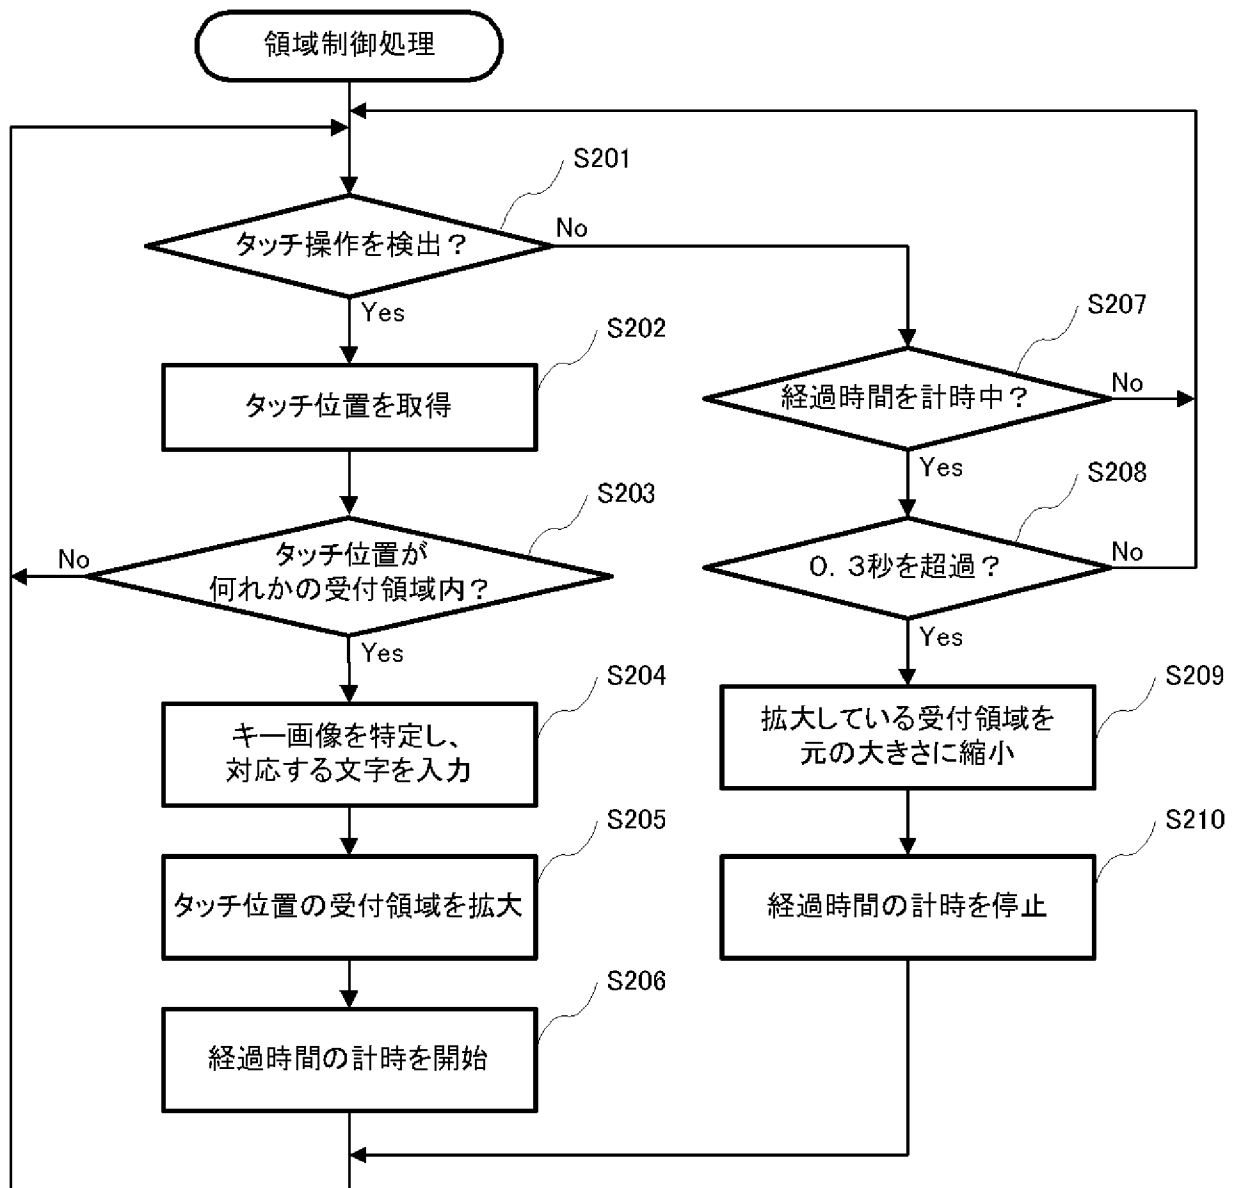 領域制御処理
S201
タッチ操作を検出？
No
Yes
S202
タッチ位置を取得
S203
タッチ位置が
何れかの受付領域内？
No
Yes
S204
キー画像を特定し、
対応する文字を入力
S205
タッチ位置の受付領域を拡大
S206
経過時間の計時を開始
S207
経過時間を計時中？
No
Yes
S208
０．３秒を超過？
No
Yes
S209
拡大している受付領域を
元の大きさに縮小
S210
経過時間の計時を停止